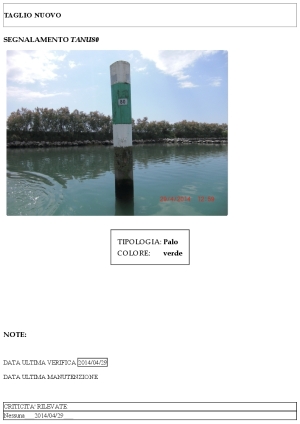 TAGLIO NUOVO
SEGNALAMENTO TANUS0
TIPOLOGIA: Palo
COLORE: verde
NOTE:
DATA ULTIMA VERIFICA 2014/04/29
DATA ULTIMA MANUTENZIONE
CRITICITA' RILEVATE
Nessuna 2014/04/29